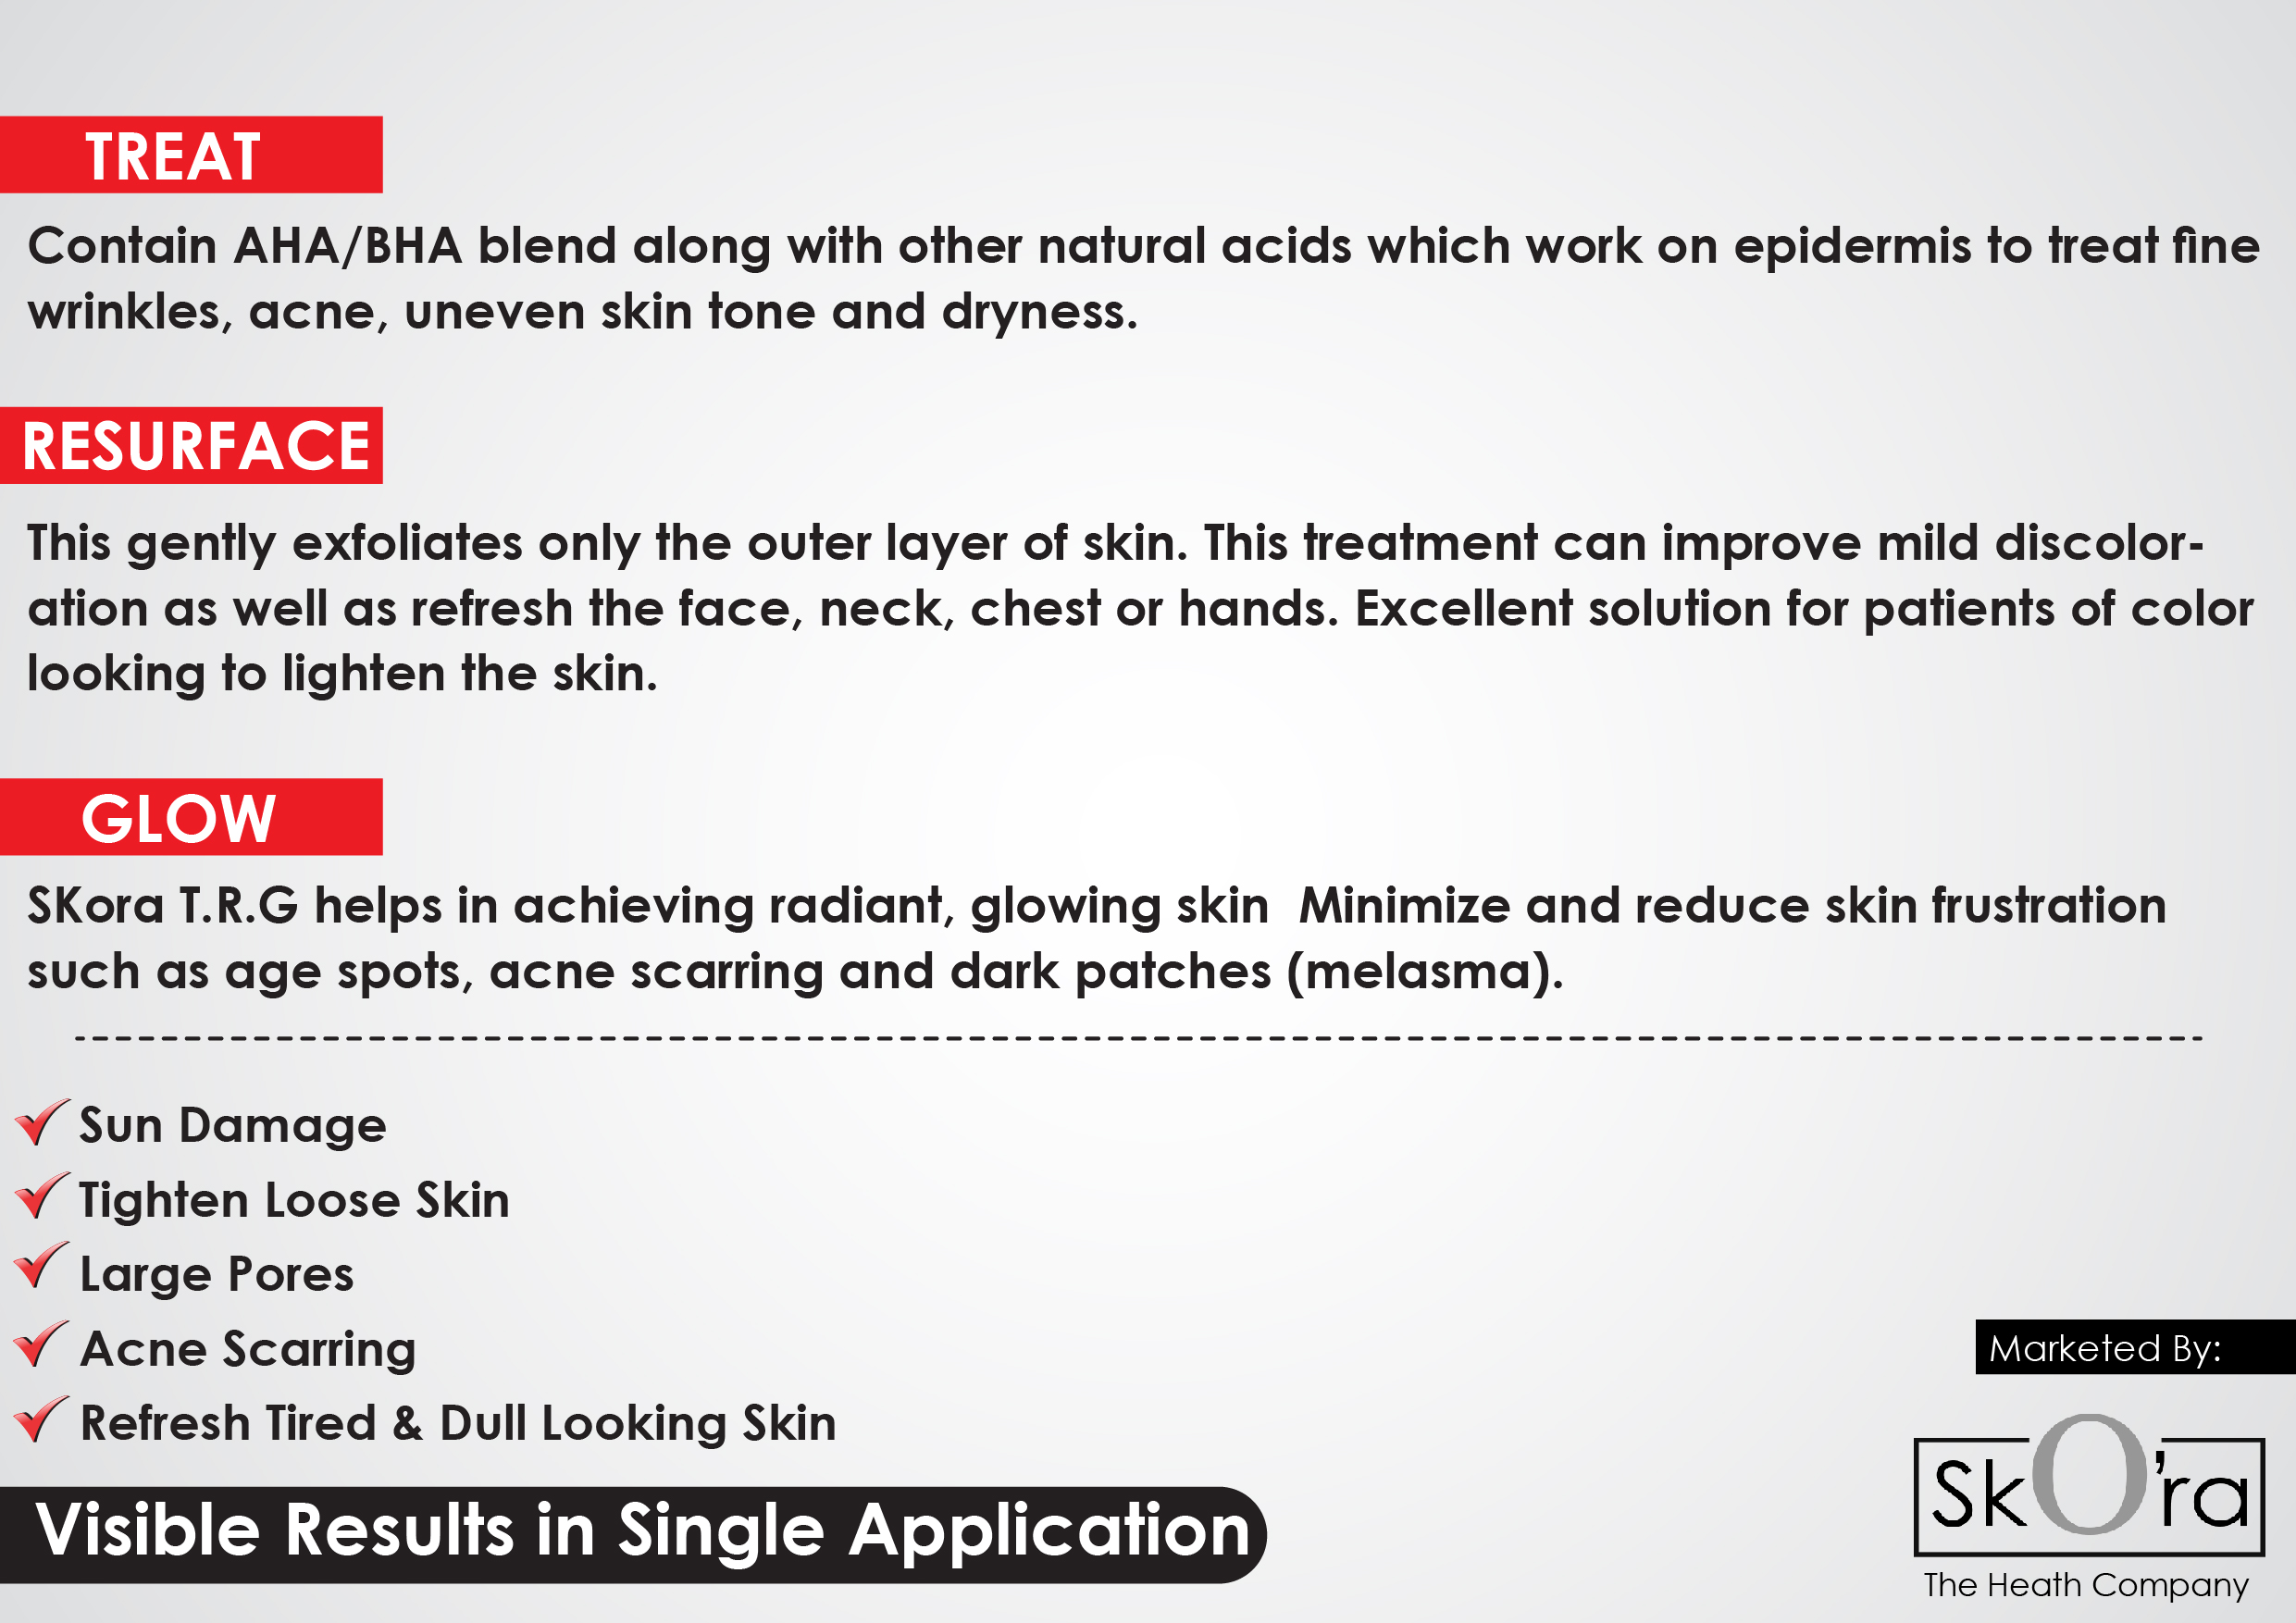 TREAT
Contain AHA/BHA blend along with other natural acids which work on epidermis to treat fine
wrinkles, acne, uneven skin tone and dryness.
RESURFACE
This gently exfoliates only the outer layer of skin. This treatment can improve mild discolor-
ation as well as refresh the face, neck, chest or hands. Excellent solution for patients of color
looking to lighten the skin.
GLOW
SKora T.R.G helps in achieving radiant, glowing skin  Minimize and reduce skin frustration
such as age spots, acne scarring and dark patches (melasma).
Sun Damage
Tighten Loose Skin
Large Pores
Acne Scarring
Refresh Tired & Dull Looking Skin
Visible Results in Single Application
Marketed By:
SkO'ra
The Heath Company